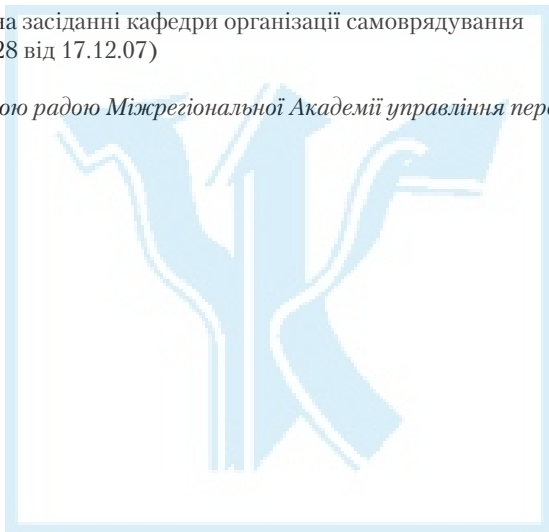 на засіданні кафедри організації самоврядування
28 від 17.12.07)
ою радою Міжрегіональної Академії управління пер